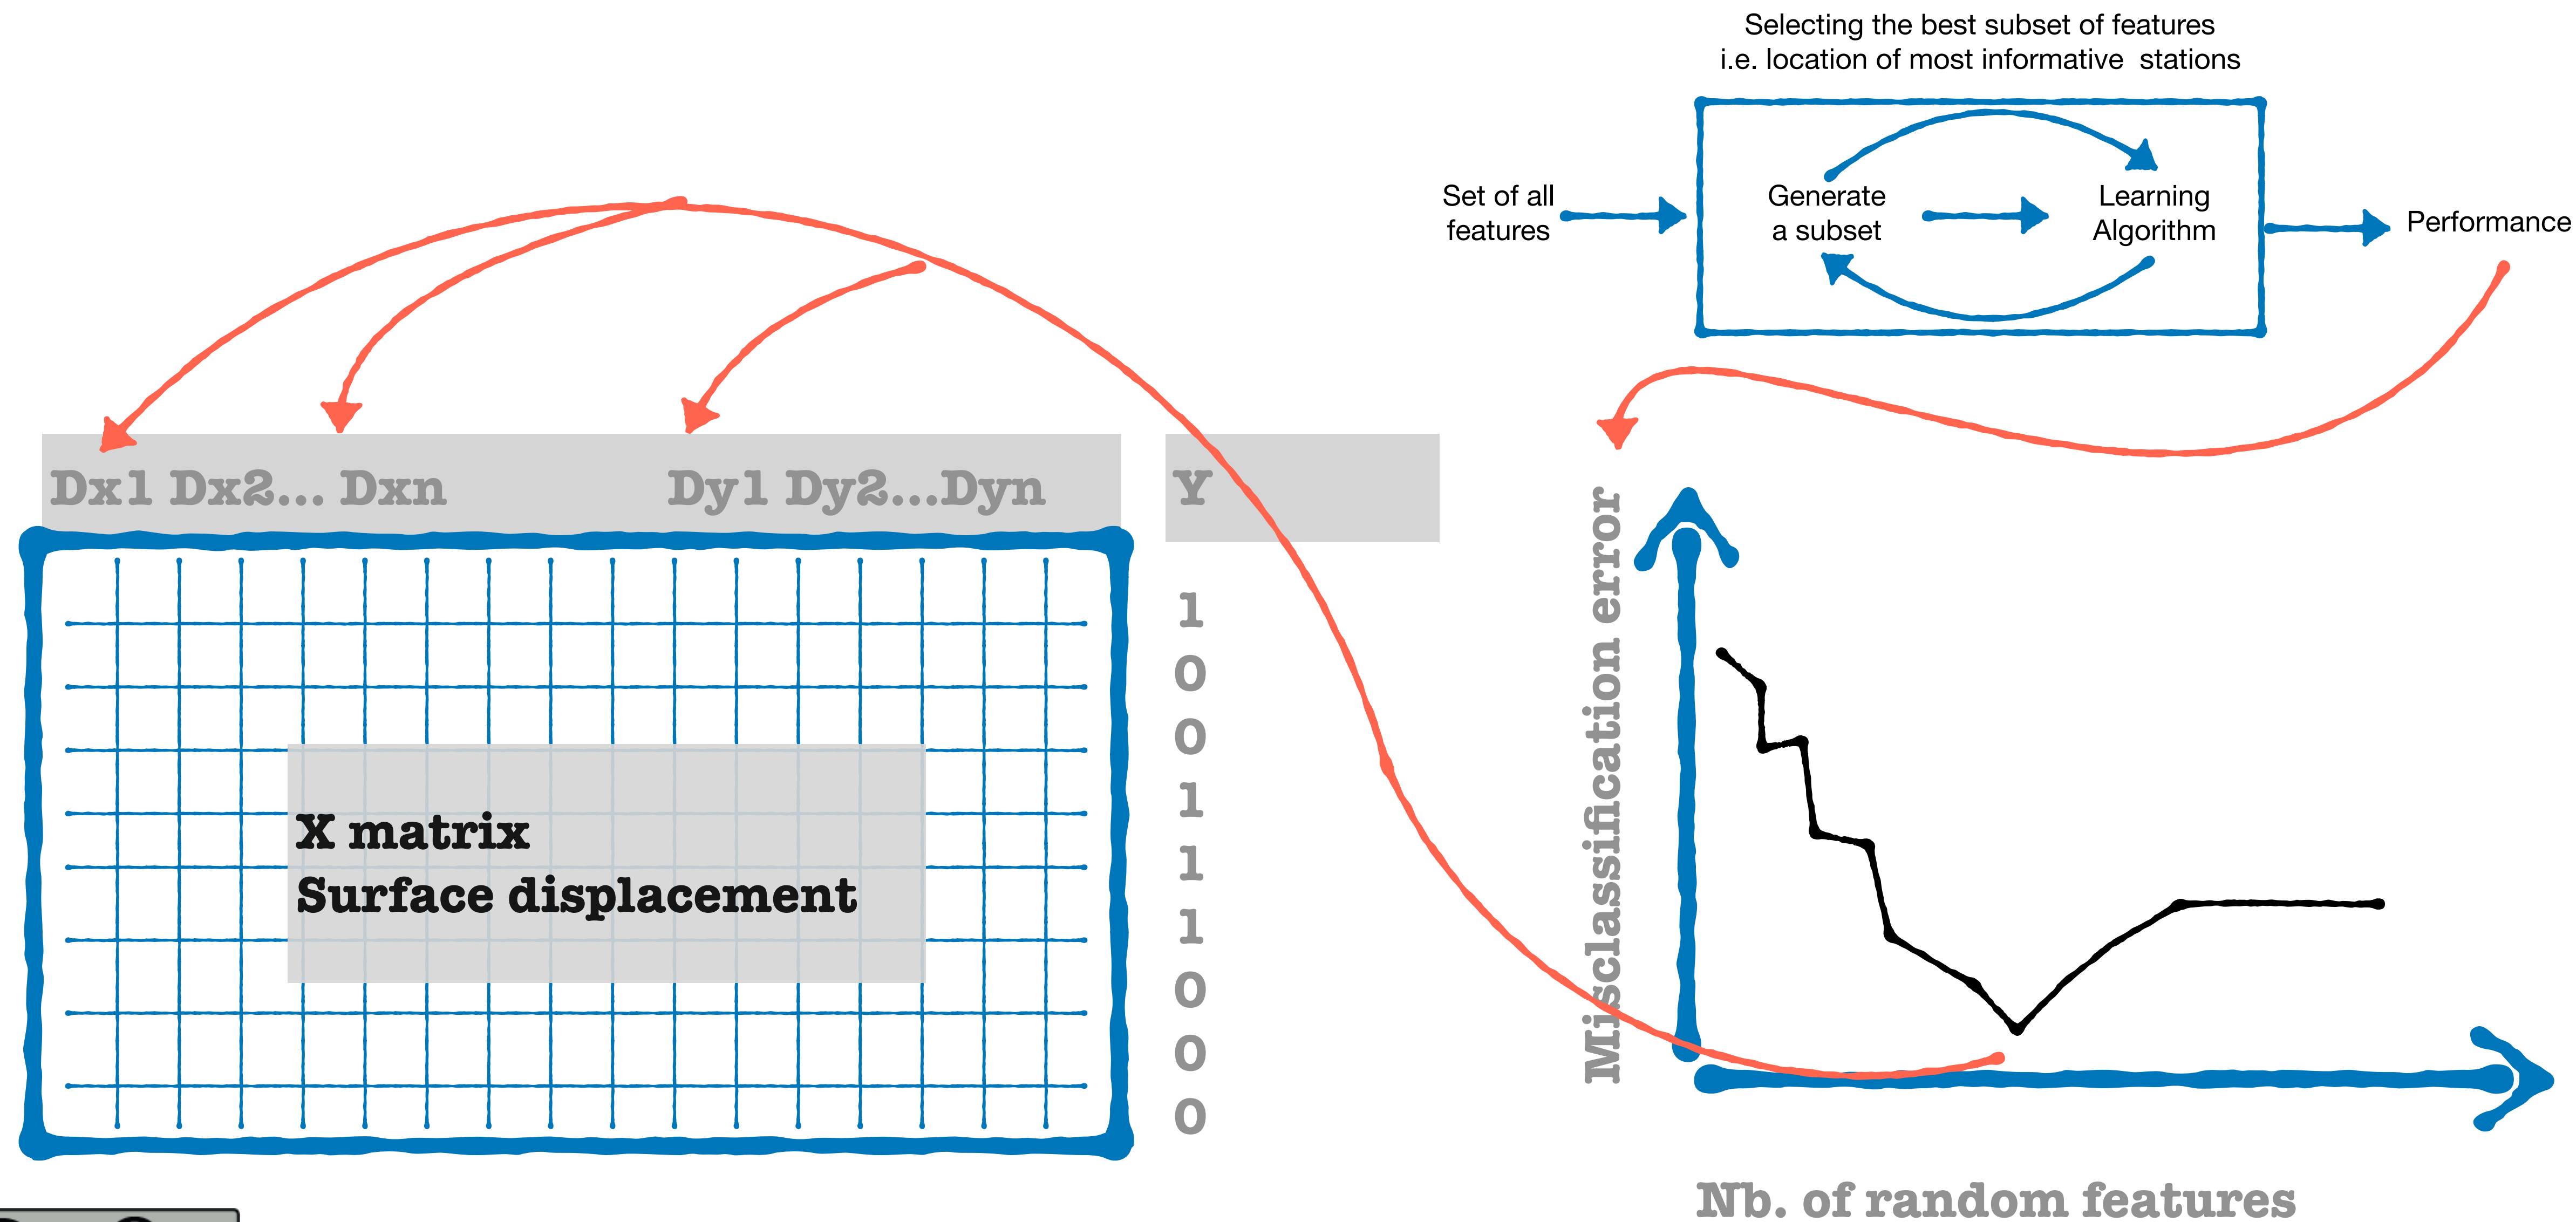 Selecting the best subset of features
i.e. location of most informative stations
Set of all
features
Generate
a subset
Learning
Algorithm
Performance
Dx1 Dx2... Dxn Dy1 Dy2...Dyn
Y
1
0
0
1
1
1
0
0
0
X matrix
Surface displacement
Misclassification error
Nb. of random features